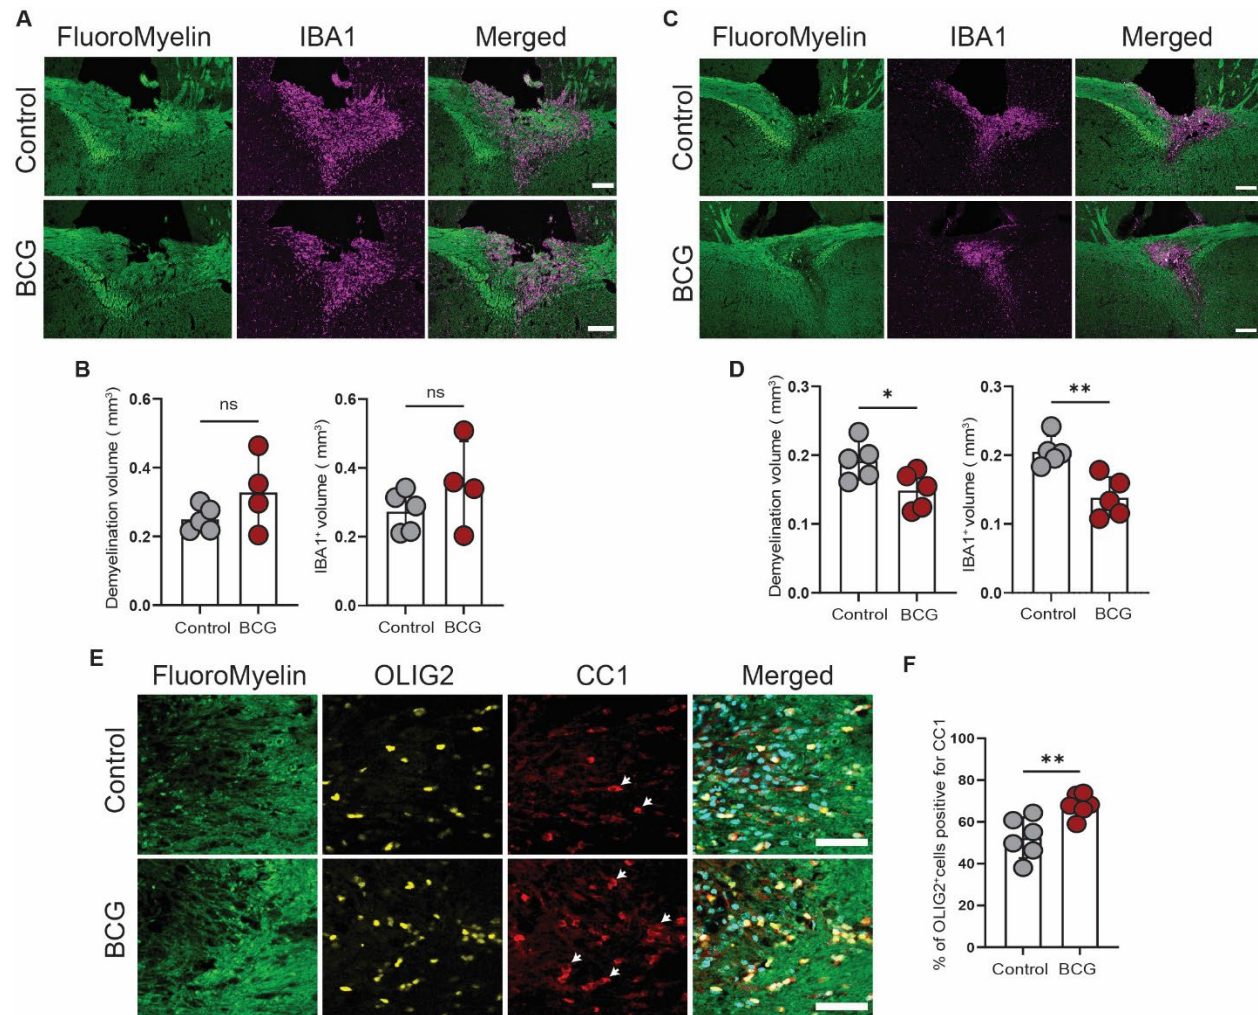 A
FluoroMyelin IBA1 Merged
Control
BCG
C
FluoroMyelin IBA1 Merged
Control
BCG
B
Demyelination volume ( mm³)
0.6
0.4
0.2
0.0
ns
Control BCG
IBA1⁺ volume ( mm³)
0.6
0.4
0.2
0.0
ns
Control BCG
D
Demyelination volume ( mm³)
0.3
0.2
0.1
0.0
*
Control BCG
IBA1⁺ volume ( mm³)
0.3
0.2
0.1
0.0
**
Control BCG
E
FluoroMyelin OLIG2 CC1 Merged
Control
BCG
F
% of OLIG2⁺cells positive for CC1
100
80
60
40
20
0
**
Control BCG